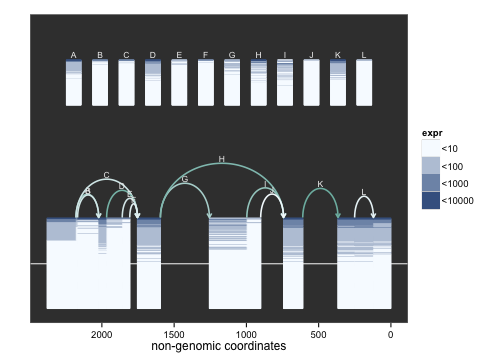 A B C D E F G H I J K L
expr
<10
<100
<1000
<10000
H
C G K
D I
B E L
2000 1500 1000 500 0
non-genomic coordinates